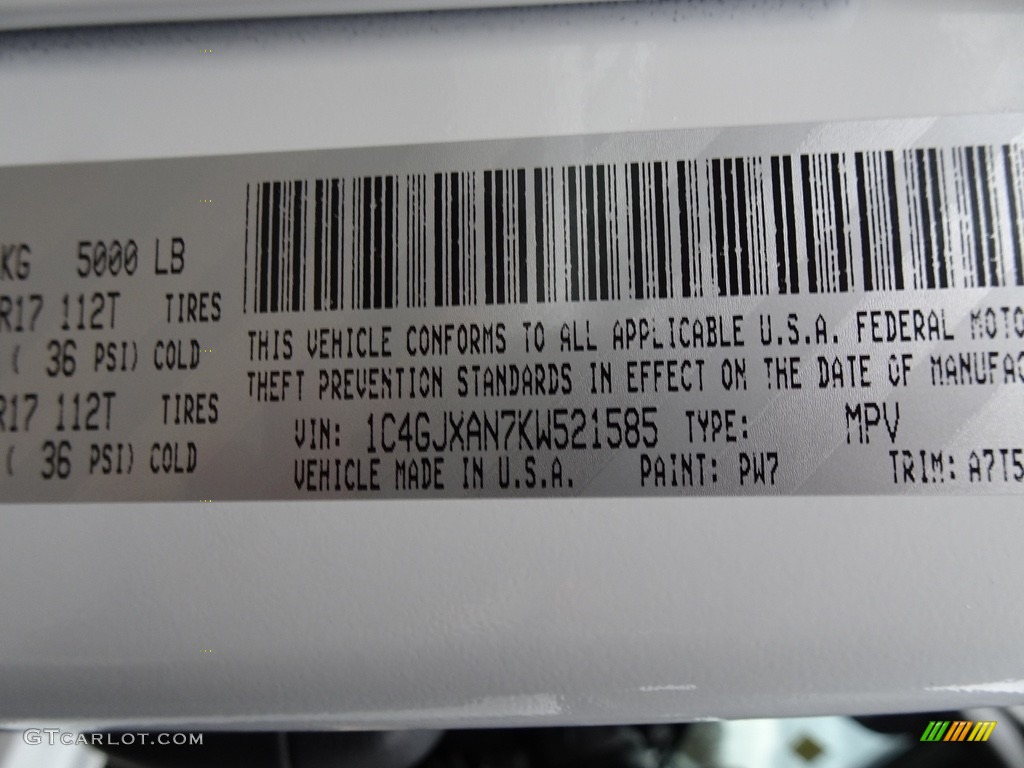 KG 5000 LB
R17 112T TIRES
( 36 PSI) COLD
R17 112T TIRES
( 36 PSI) COLD
THIS VEHICLE CONFORMS TO ALL APPLICABLE U.S.A. FEDERAL MOTO
THEFT PREVENTION STANDARDS IN EFFECT ON THE DATE OF MANUFAC
VIN: 1C4GJXAN7KW521585 TYPE: MPV
VEHICLE MADE IN U.S.A. PAINT: PW7 TRIM: A7T5
GTCARLOT.COM